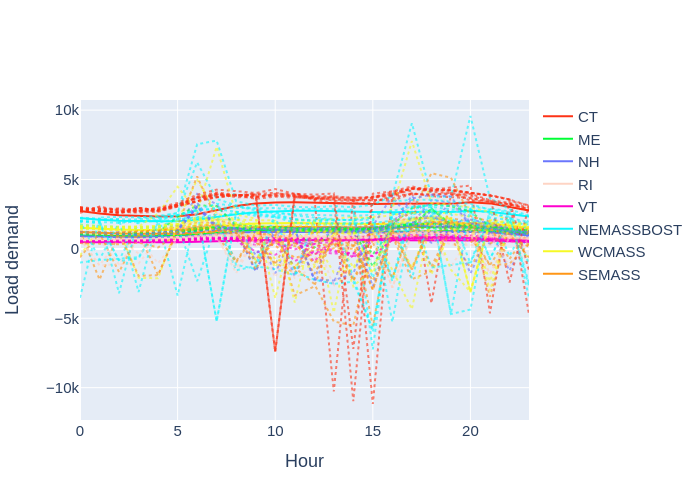 10k
5k
0
−5k
−10k
0
5
10
15
20
Hour
Load demand
CT
ME
NH
RI
VT
NEMASSBOST
WCMASS
SEMASS